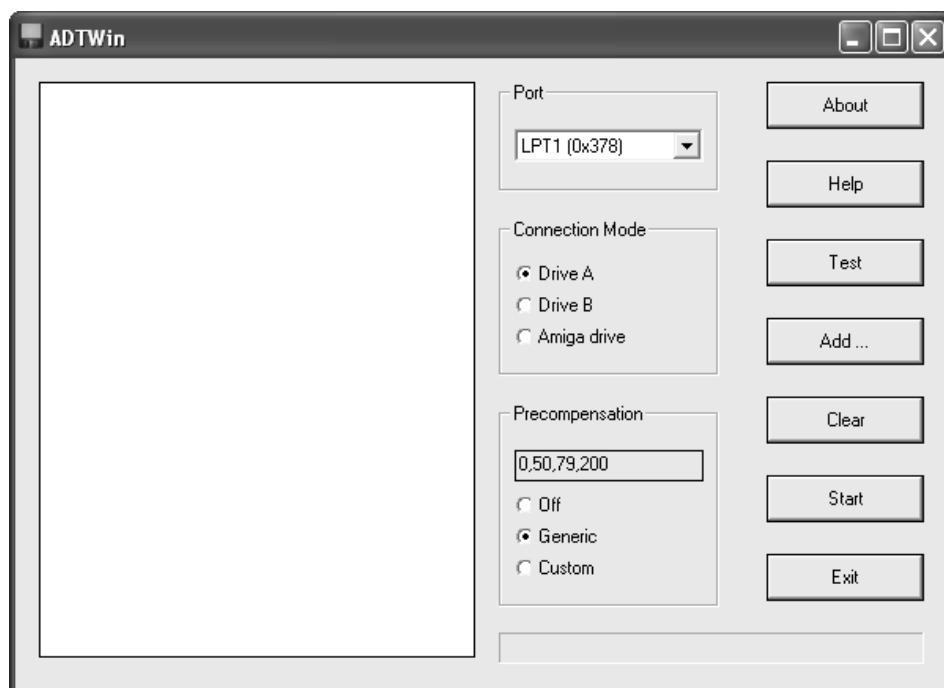 ADTWin
Port
LPT1 (0x378)
Connection Mode
Drive A
Drive B
Amiga drive
Precompensation
0,50,79,200
Off
Generic
Custom
About
Help
Test
Add ...
Clear
Start
Exit